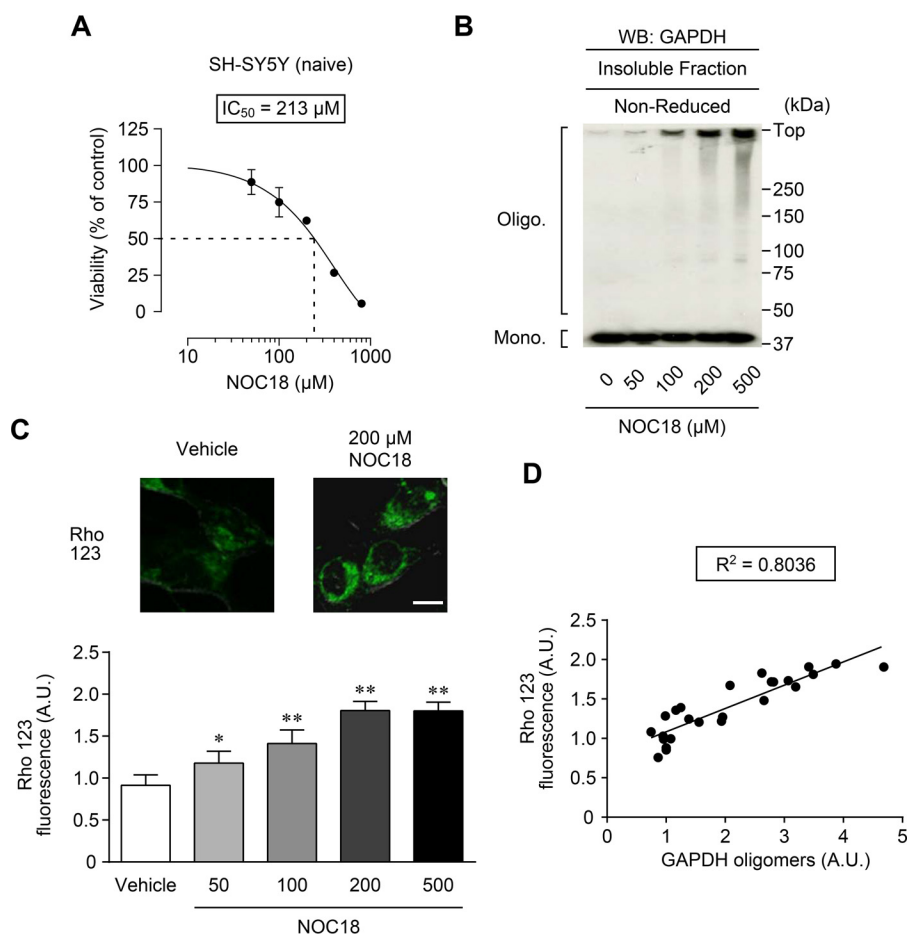 A
SH-SY5Y (naive)
IC50 = 213 µM
Viability (% of control)
125
100
75
50
25
0
10
100
1000
NOC18 (µM)
B
WB: GAPDH
Insoluble Fraction
Non-Reduced
(kDa)
Top
250
150
100
75
50
37
Oligo.
Mono.
0
50
100
200
500
NOC18 (µM)
C
Vehicle
200 µM
NOC18
Rho
123
Rho 123
fluorescence (A.U.)
2.5
2.0
1.5
1.0
0.5
0
*
**
**
**
Vehicle
50
100
200
500
NOC18
D
R2 = 0.8036
Rho 123
fluorescence (A.U.)
2.5
2.0
1.5
1.0
0.5
0
0
1
2
3
4
5
GAPDH oligomers (A.U.)